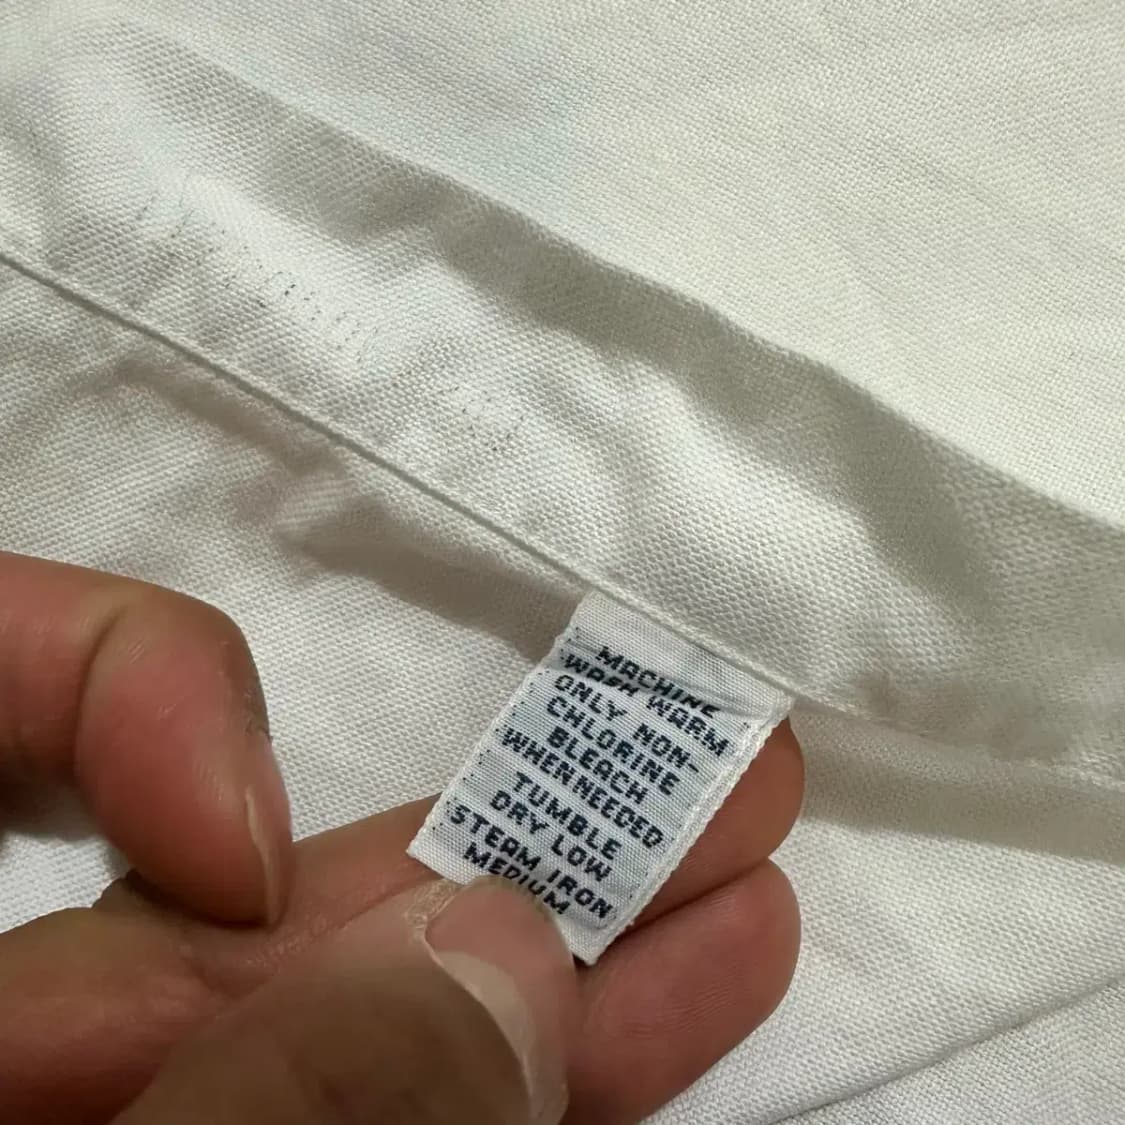 MACHINE
WASH WARM
ONLY NON-
CHLORINE
BLEACH
WHEN NEEDED
TUMBLE
DRY LOW
STEAM IRON
MEDIUM